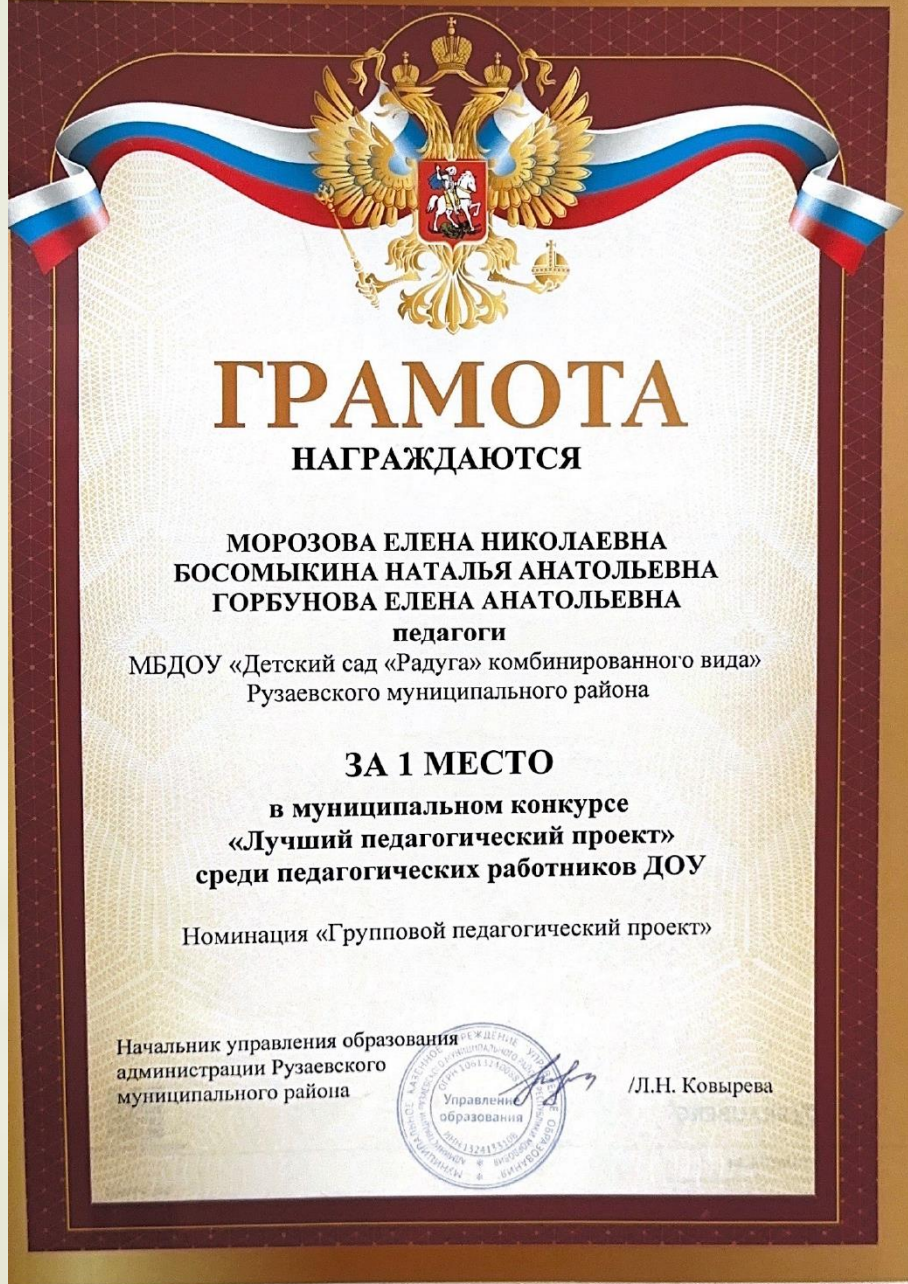 ГРАМОТА
НАГРАЖДАЮТСЯ
МОРОЗОВА ЕЛЕНА НИКОЛАЕВНА
БОСОМЫКИНА НАТАЛЬЯ АНАТОЛЬЕВНА
ГОРБУНОВА ЕЛЕНА АНАТОЛЬЕВНА
педагоги
МБДОУ «Детский сад «Радуга» комбинированного вида»
Рузаевского муниципального района
ЗА 1 МЕСТО
в муниципальном конкурсе
«Лучший педагогический проект»
среди педагогических работников ДОУ
Номинация «Групповой педагогический проект»
Начальник управления образования
администрации Рузаевского
муниципального района
/Л.Н. Ковырева
Управление
образования